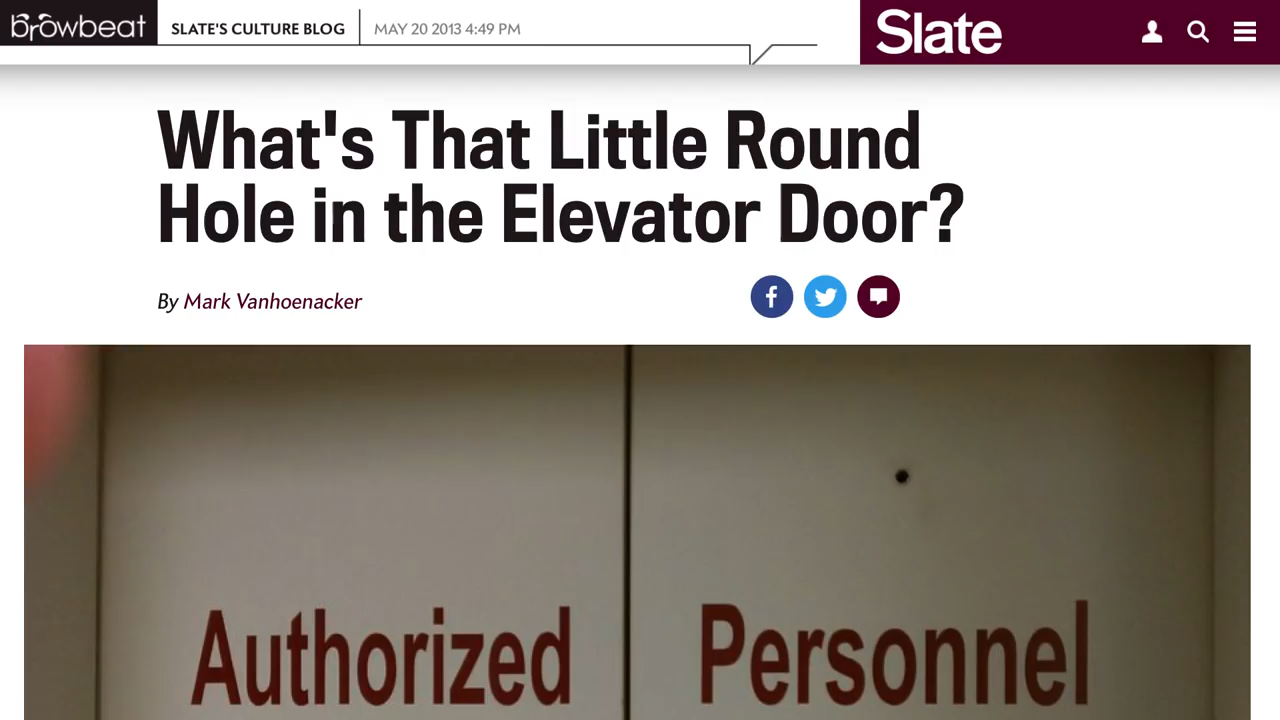 browbeat
SLATE'S CULTURE BLOG
MAY 20 2013 4:49 PM
Slate
What's That Little Round
Hole in the Elevator Door?
By Mark Vanhoenacker
Authorized Personnel